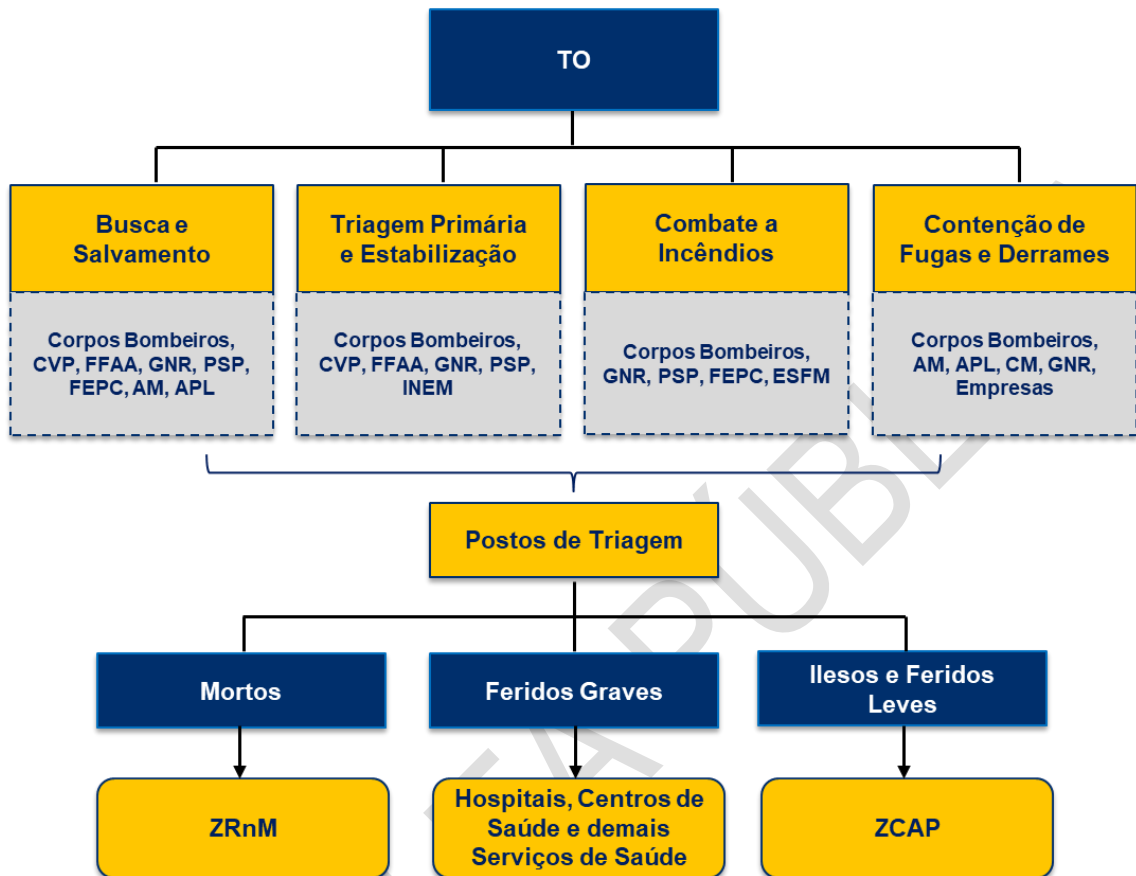 TO
Busca e
Salvamento
Triagem Primária
e Estabilização
Combate a
Incêndios
Contenção de
Fugas e Derrames
Corpos Bombeiros,
CVP, FFAA, GNR, PSP,
FEPC, AM, APL
Corpos Bombeiros,
CVP, FFAA, GNR, PSP,
INEM
Corpos Bombeiros,
GNR, PSP, FEPC, ESFM
Corpos Bombeiros,
AM, APL, CM, GNR,
Empresas
Postos de Triagem
Mortos
Feridos Graves
Ilesos e Feridos
Leves
ZRnM
Hospitais, Centros de
Saúde e demais
Serviços de Saúde
ZCAP